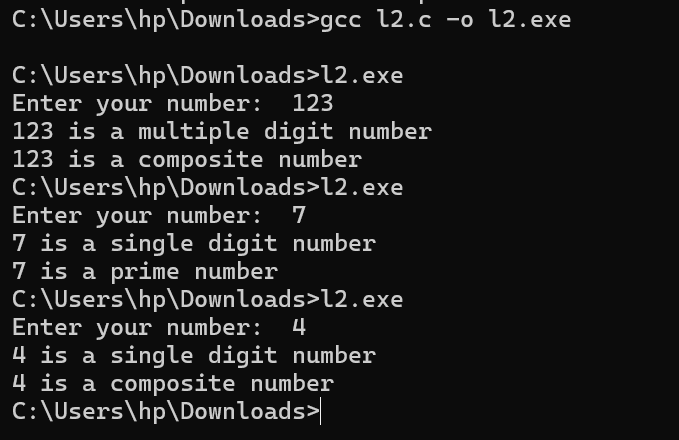 C:\Users\hp\Downloads>gcc l2.c -o l2.exe
C:\Users\hp\Downloads>l2.exe
Enter your number:  123
123 is a multiple digit number
123 is a composite number
C:\Users\hp\Downloads>l2.exe
Enter your number:  7
7 is a single digit number
7 is a prime number
C:\Users\hp\Downloads>l2.exe
Enter your number:  4
4 is a single digit number
4 is a composite number
C:\Users\hp\Downloads>